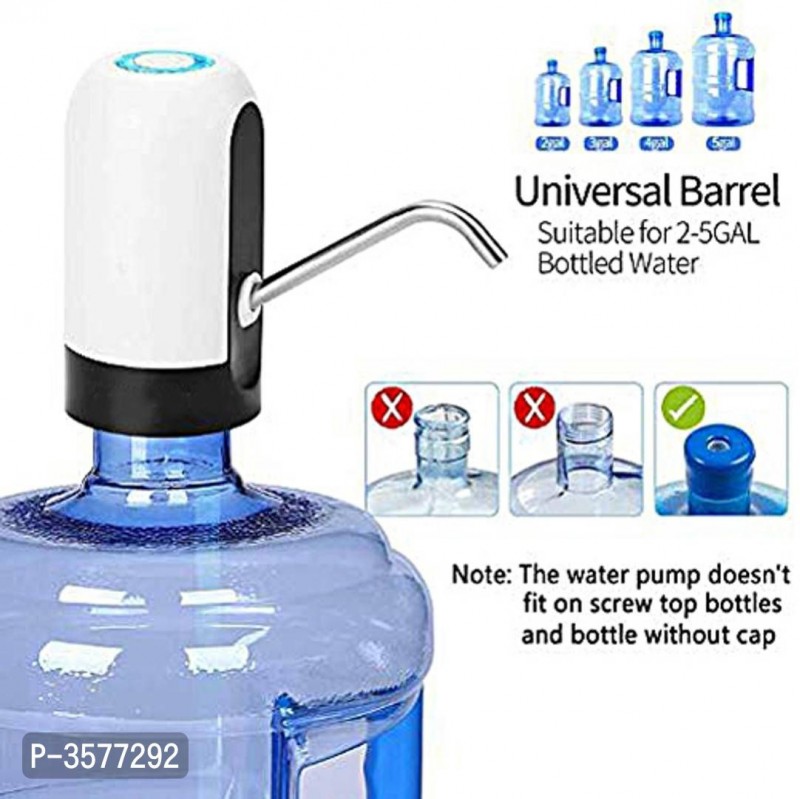 2gal 3gal 4gal 5gal
Universal Barrel
Suitable for 2-5GAL
Bottled Water
Note: The water pump doesn't
fit on screw top bottles
and bottle without cap
P-3577292